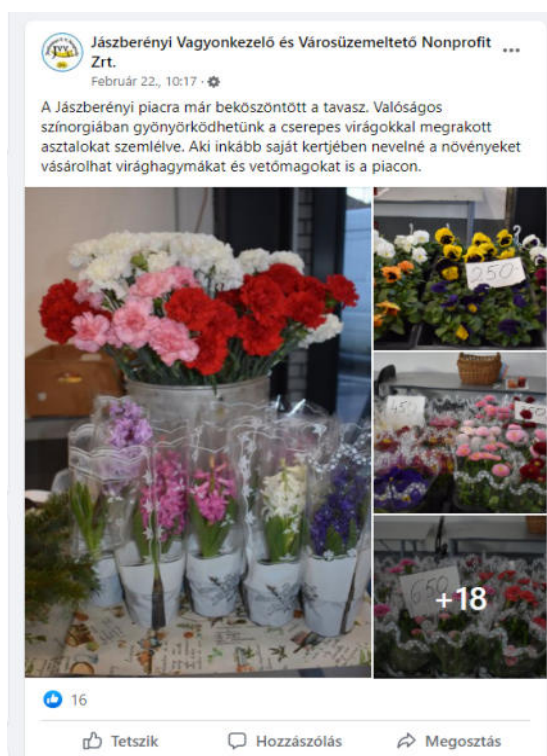 Jászberényi Vagyonkezelő és Városüzemeltető Nonprofit
Zrt.
Február 22., 10:17 ·
A Jászberényi piacra már beköszöntött a tavasz. Valóságos
színorgiában gyönyörködhetünk a cserepes virágokkal megrakott
asztalokat szemlélve. Aki inkább saját kertjében nevelné a növényeket
vásárolhat virághagymákat és vetőmagokat is a piacon.
250-
450
650
+18
16
Tetszik
Hozzászólás
Megosztás